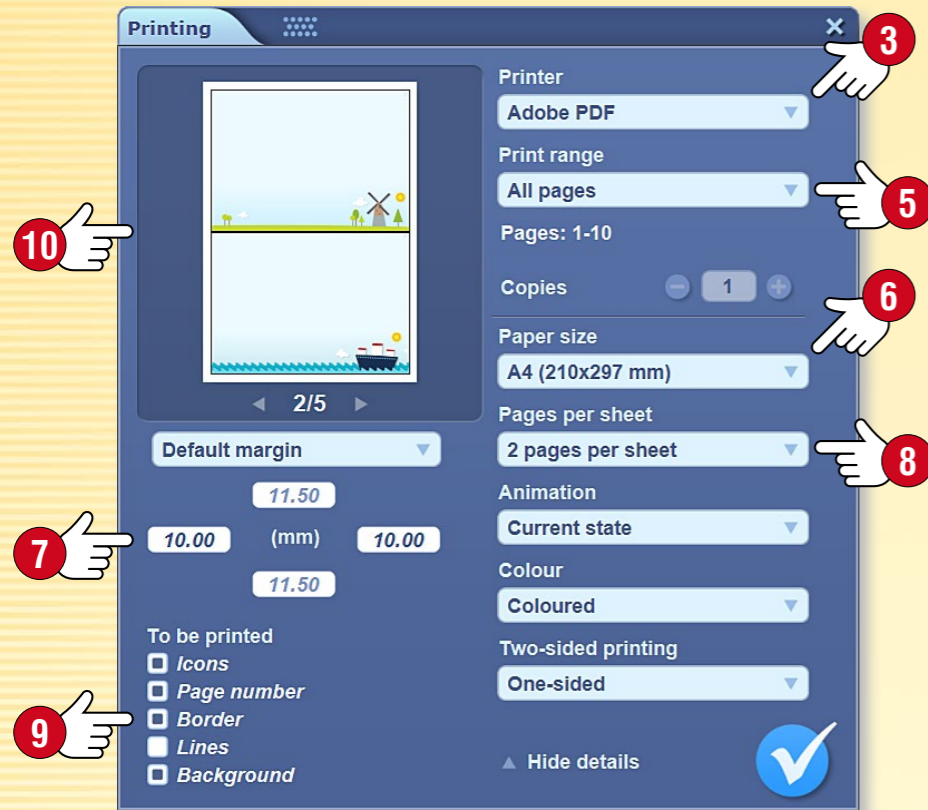 Printing
3
Printer
Adobe PDF
Print range
All pages
5
Pages: 1-10
10
Copies
1
6
Paper size
A4 (210x297 mm)
2/5
Pages per sheet
Default margin
2 pages per sheet
8
11.50
Animation
7
10.00
(mm)
10.00
Current state
11.50
Colour
Coloured
To be printed
Icons
Page number
Border
Lines
Background
9
Two-sided printing
One-sided
Hide details